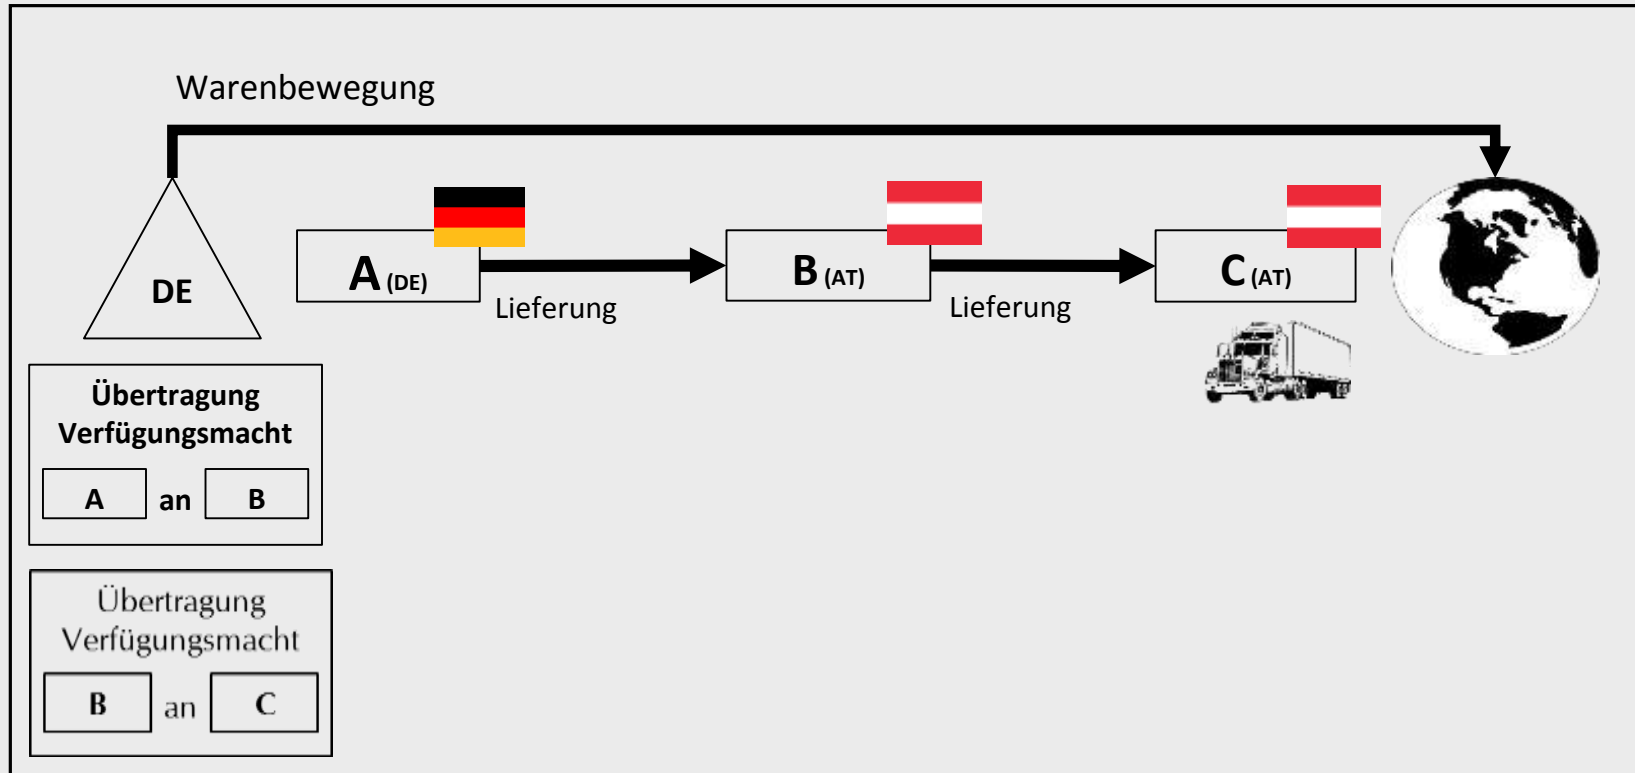 Warenbewegung
DE
A (DE)
Lieferung
B (AT)
Lieferung
C (AT)
Übertragung
Verfügungsmacht
A an B
Übertragung
Verfügungsmacht
B an C